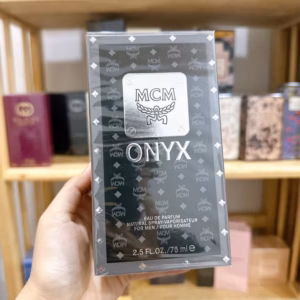 MCM
ONYX
EAU DE PARFUM
NATURAL SPRAY-VAPORISATEUR
FOR MEN / POUR HOMME
2.5 FL.OZ. / 75 ml e